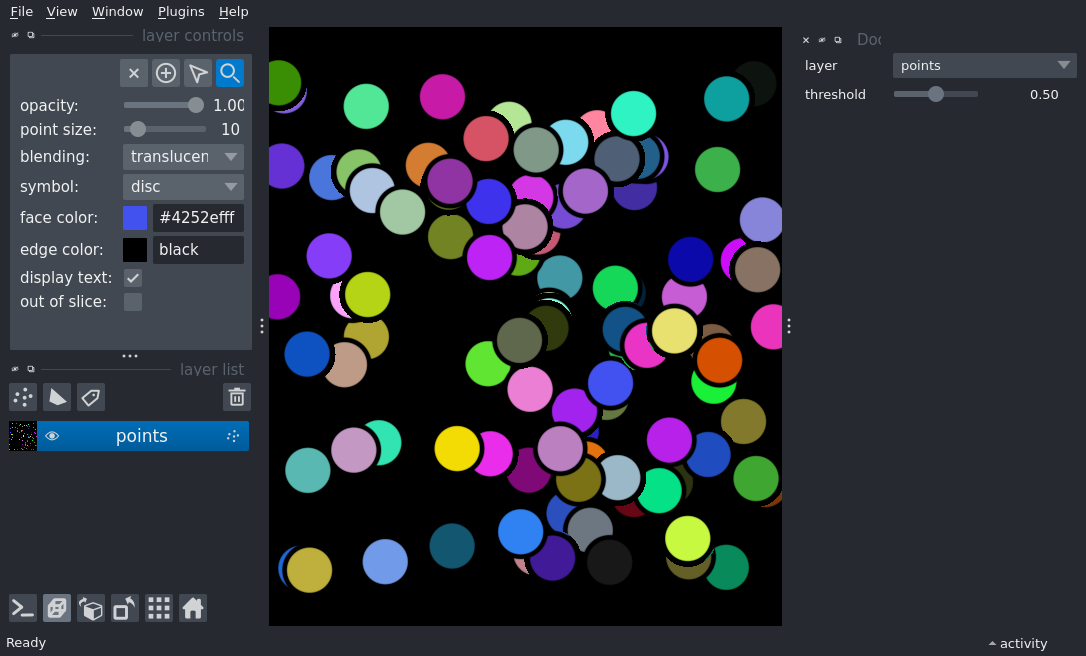 File View Window Plugins Help
layer controls
opacity: 1.00
point size: 10
blending: translucen
symbol: disc
face color: #4252efff
edge color: black
display text:
out of slice:
layer list
points
Doc
layer points
threshold 0.50
Ready
activity